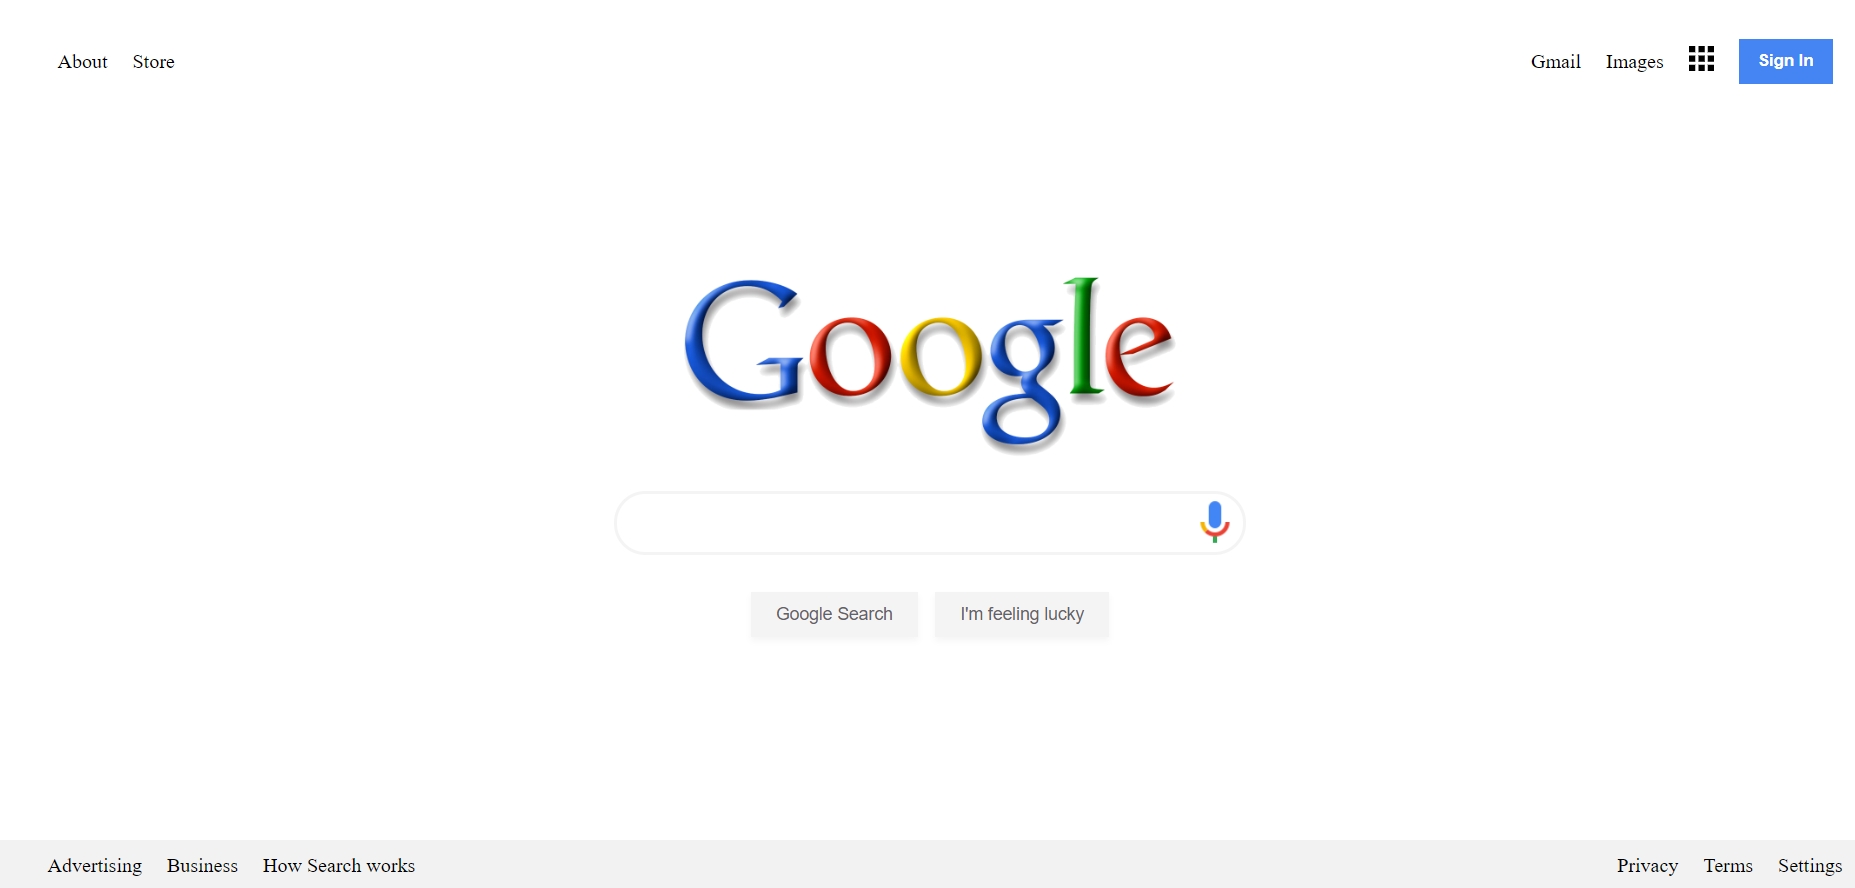 About Store Gmail Images Sign In
Google
Google Search I'm feeling lucky
Advertising Business How Search works Privacy Terms Settings